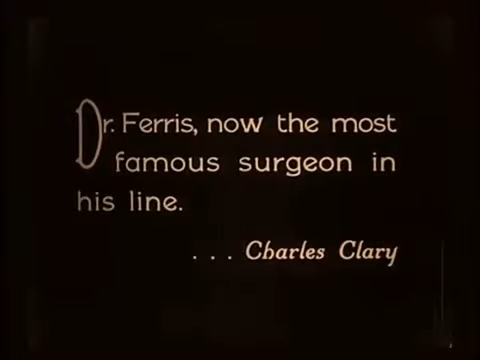 Dr. Ferris, now the most
famous surgeon in
his line.
. . . Charles Clary